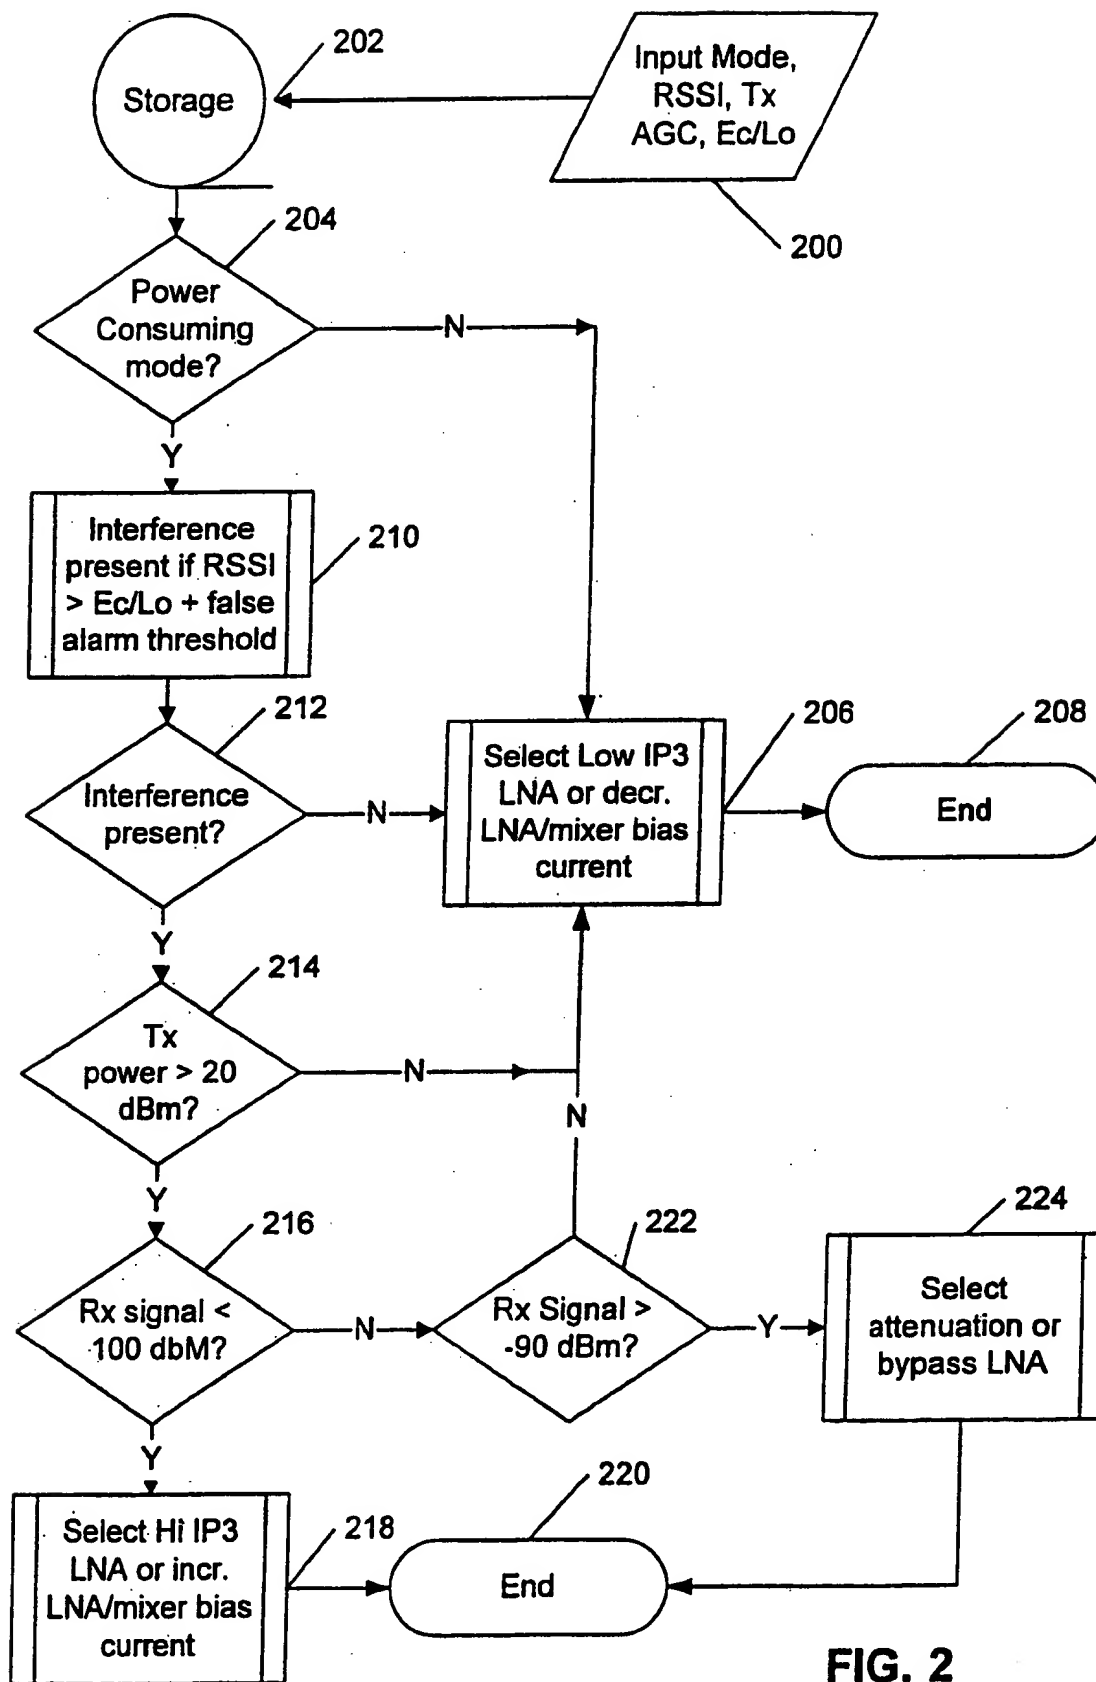 202
Storage
Input Mode,
RSSI, Tx
AGC, Ec/Lo
200
204
Power
Consuming
mode?
N
Y
Interference
present if RSSI
> Ec/Lo + false
alarm threshold
210
212
Interference
present?
N
Select Low IP3
LNA or decr.
LNA/mixer bias
current
206
208
End
Y
214
Tx
power > 20
dBm?
N
N
Y
216
Rx signal <
100 dbM?
N
222
Rx Signal >
-90 dBm?
Y
224
Select
attenuation or
bypass LNA
Y
Select Hi IP3
LNA or incr.
LNA/mixer bias
current
218
220
End
FIG. 2